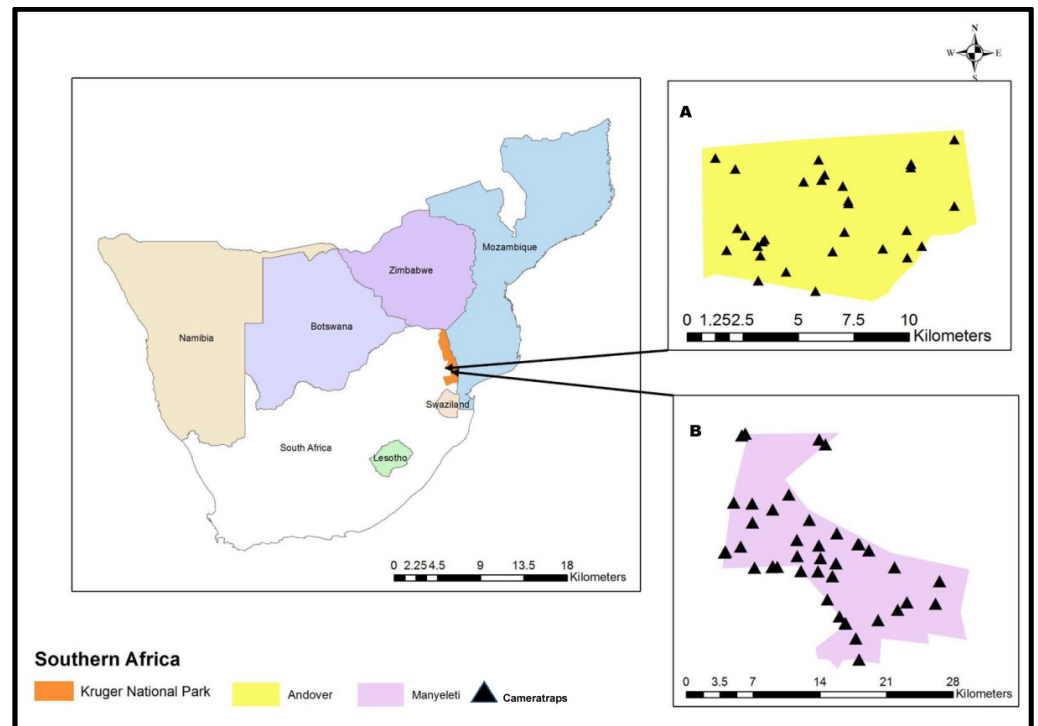 N
W E
S
A
0 1.252.5 5 7.5 10
Kilometers
Mozambique
Zimbabwe
Namibia
Botswana
Swaziland
South Africa
Lesotho
0 2.254.5 9 13.5 18
Kilometers
B
0 3.5 7 14 21 28
Kilometers
Southern Africa
Kruger National Park Andover Manyeleti Cameratraps